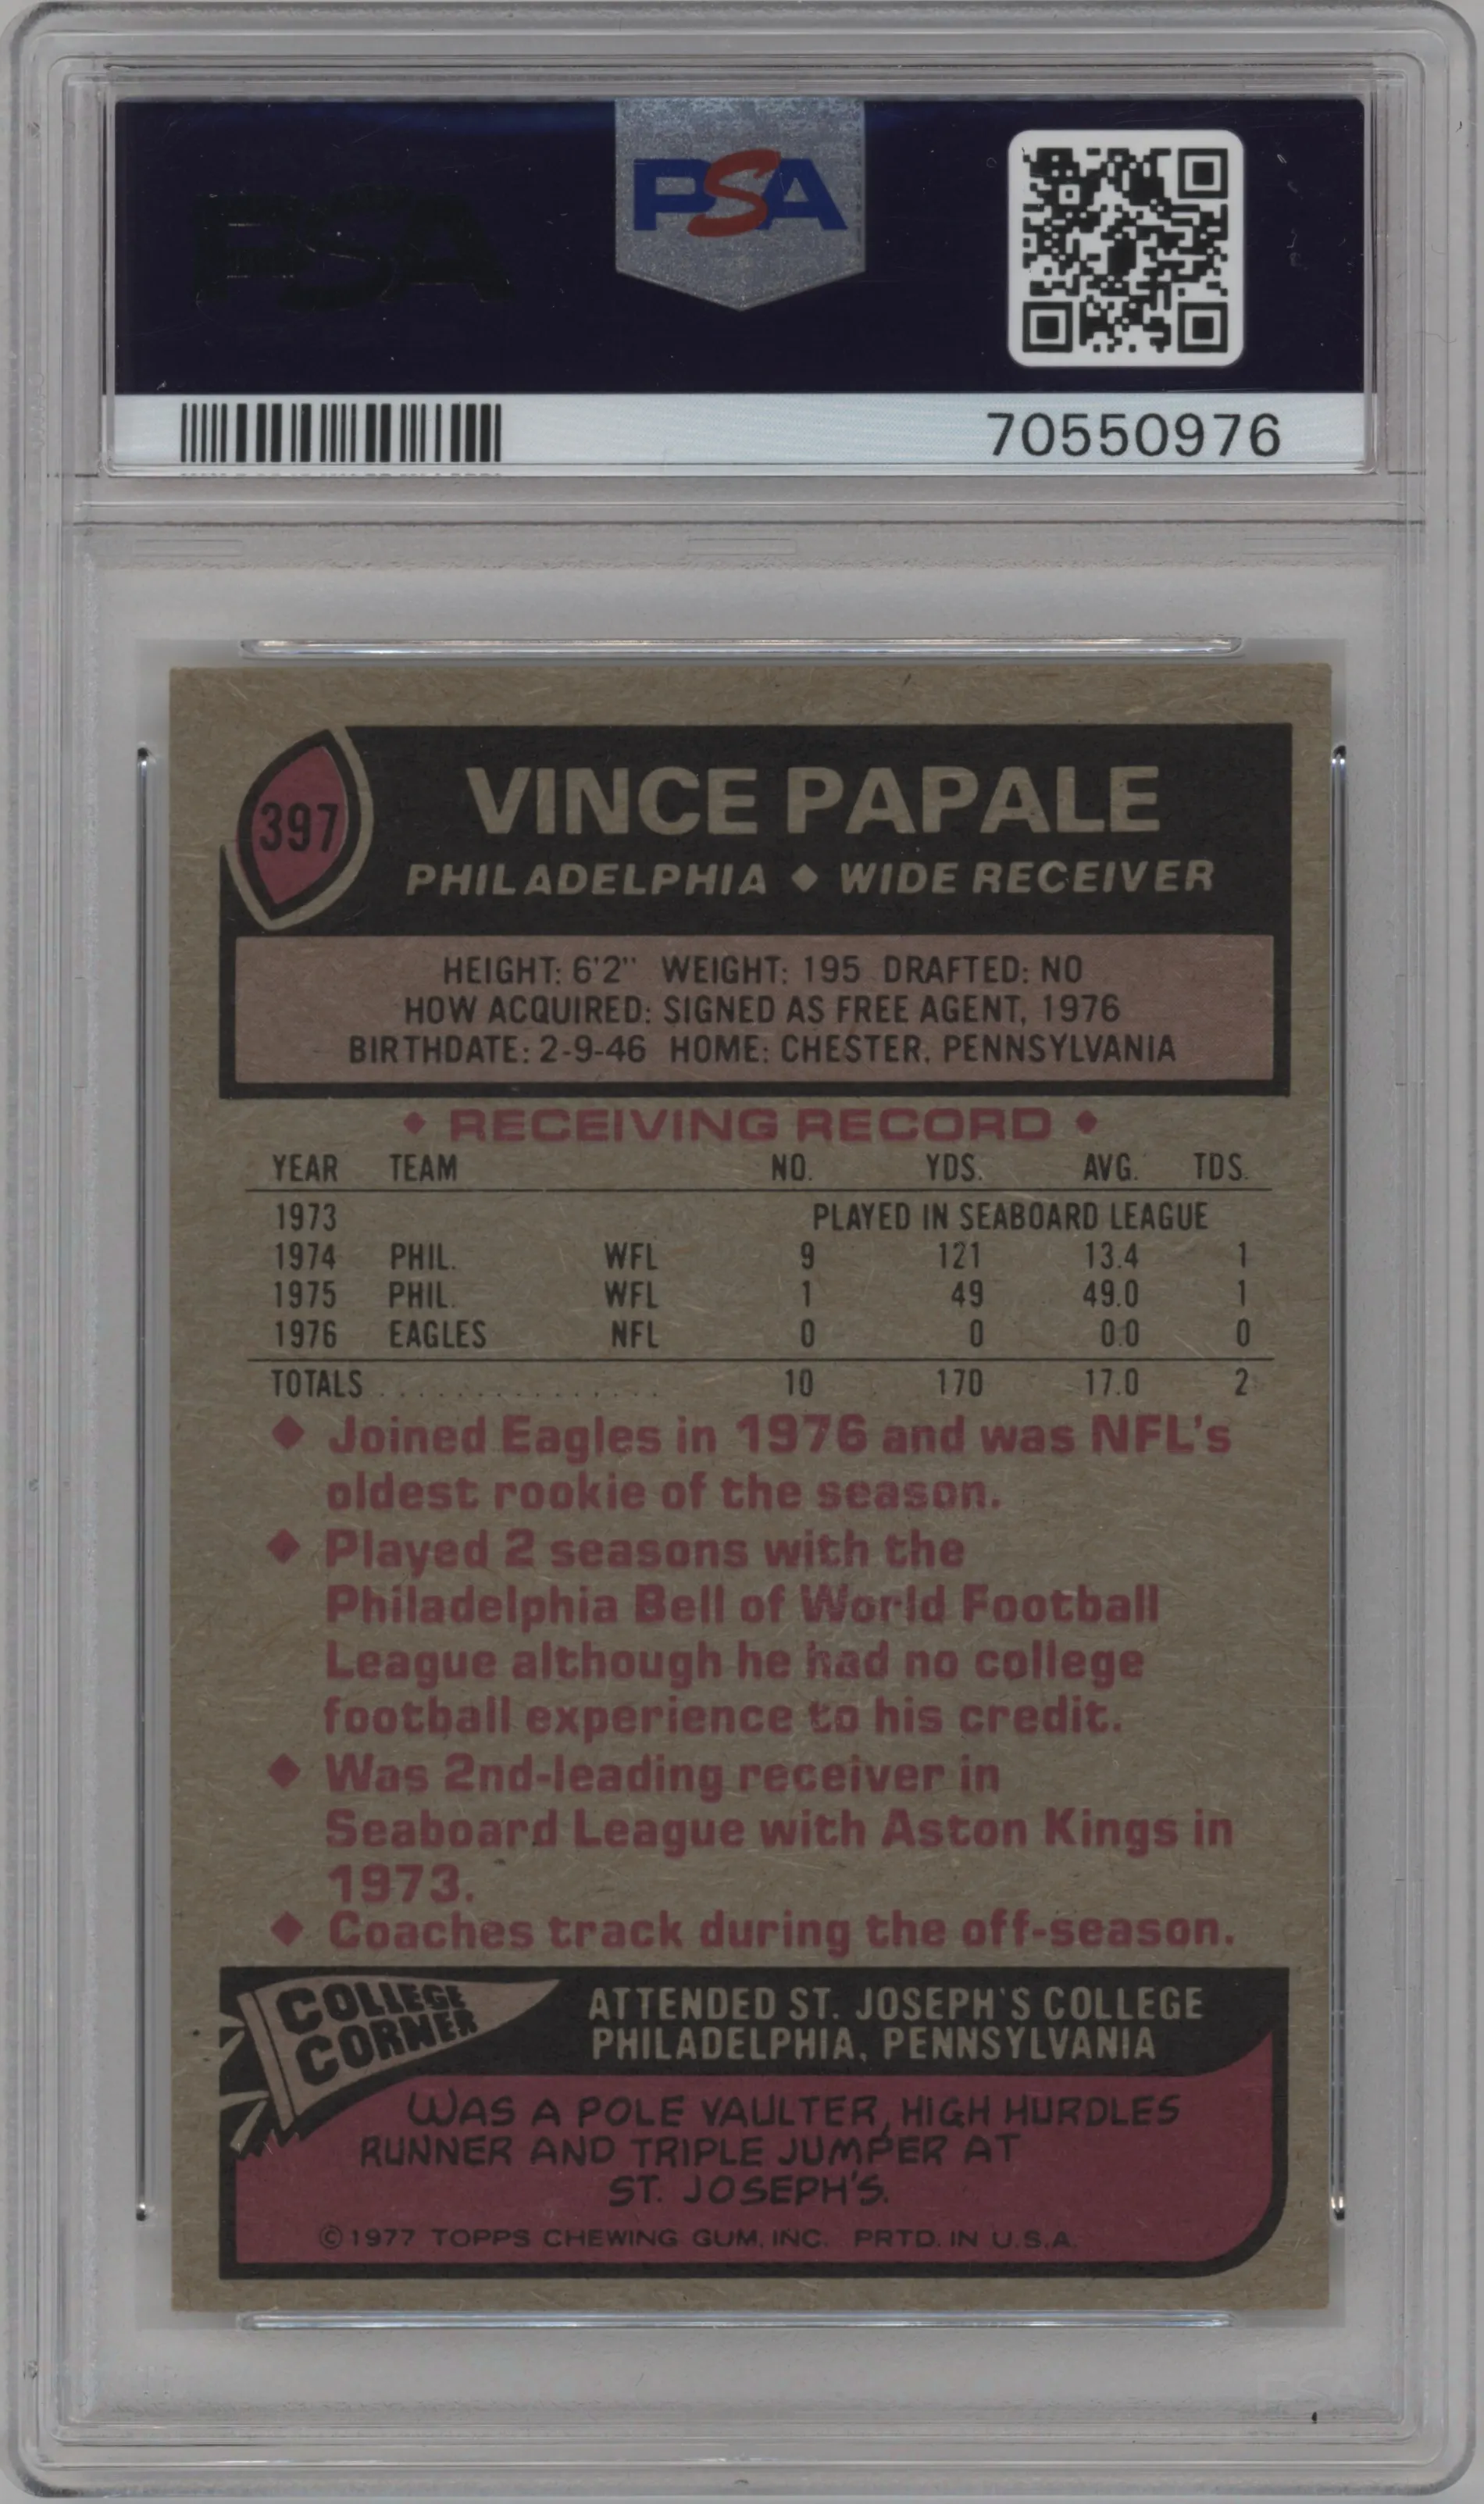 PSA
PSA
70550976
397
VINCE PAPALE
PHILADELPHIA ◆ WIDE RECEIVER
HEIGHT: 6'2" WEIGHT: 195 DRAFTED: NO
HOW ACQUIRED: SIGNED AS FREE AGENT, 1976
BIRTHDATE: 2-9-46 HOME: CHESTER, PENNSYLVANIA
◆ RECEIVING RECORD ◆
YEAR TEAM NO. YDS. AVG. TDS.
1973 PLAYED IN SEABOARD LEAGUE
1974 PHIL. WFL 9 121 13.4 1
1975 PHIL. WFL 1 49 49.0 1
1976 EAGLES NFL 0 0 0.0 0
TOTALS ................ 10 170 17.0 2
◆ Joined Eagles in 1976 and was NFL's
oldest rookie of the season.
◆ Played 2 seasons with the
Philadelphia Bell of World Football
League although he had no college
football experience to his credit.
◆ Was 2nd-leading receiver in
Seaboard League with Aston Kings in
1973.
◆ Coaches track during the off-season.
COLLEGE
CORNER
ATTENDED ST. JOSEPH'S COLLEGE
PHILADELPHIA, PENNSYLVANIA
WAS A POLE VAULTER, HIGH HURDLES
RUNNER AND TRIPLE JUMPER AT
ST. JOSEPH'S.
© 1977 TOPPS CHEWING GUM, INC. PRTD. IN U.S.A.
PSA